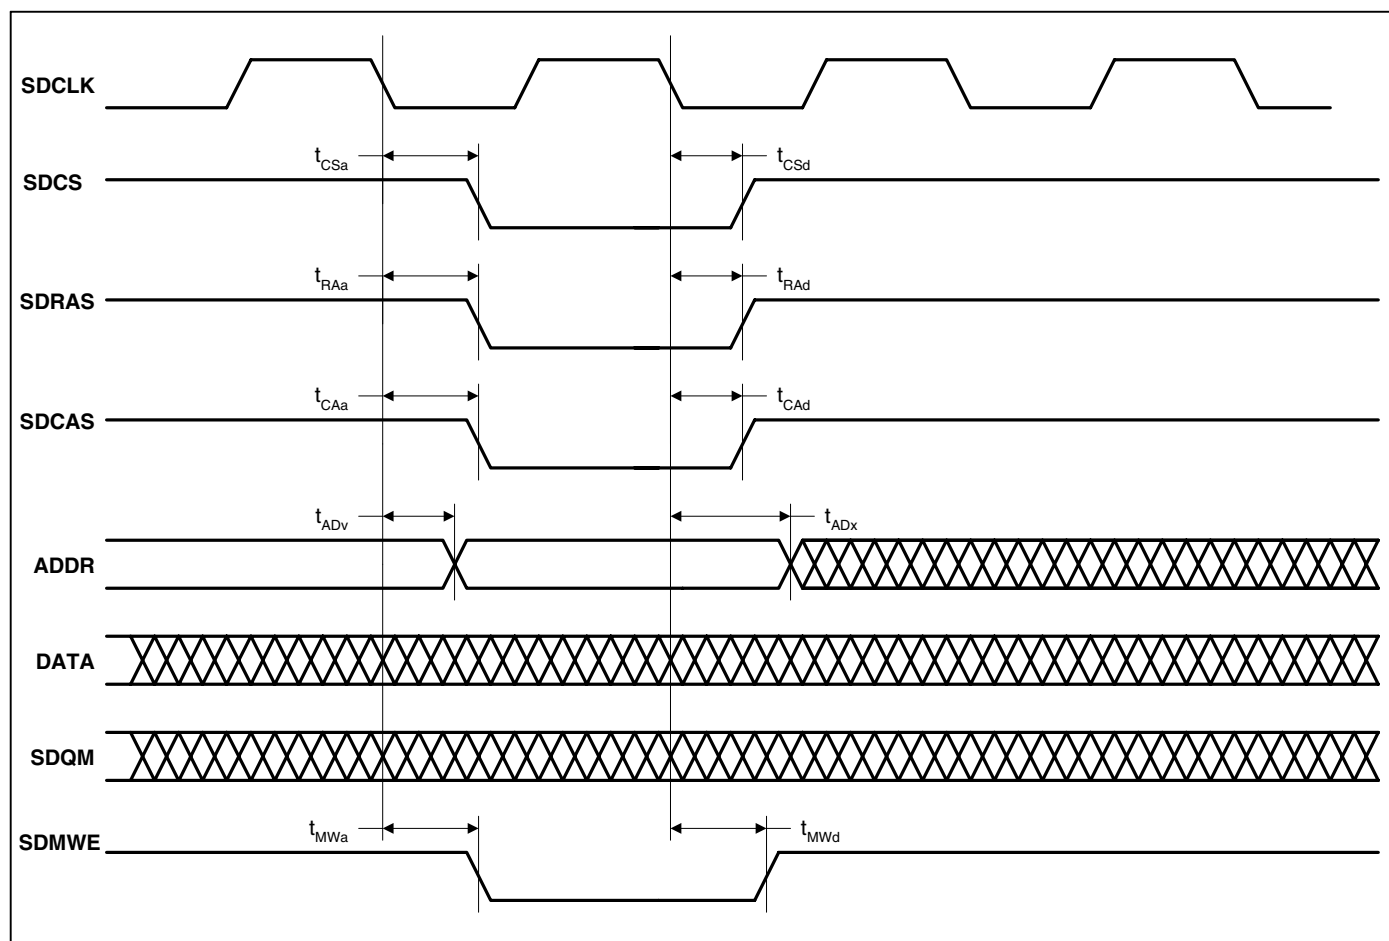 SDCLK
tCSa tCSd
SDCS
tRAa tRAd
SDRAS
tCAa tCAd
SDCAS
tADv tADx
ADDR
DATA
SDQM
tMWa tMWd
SDMWE